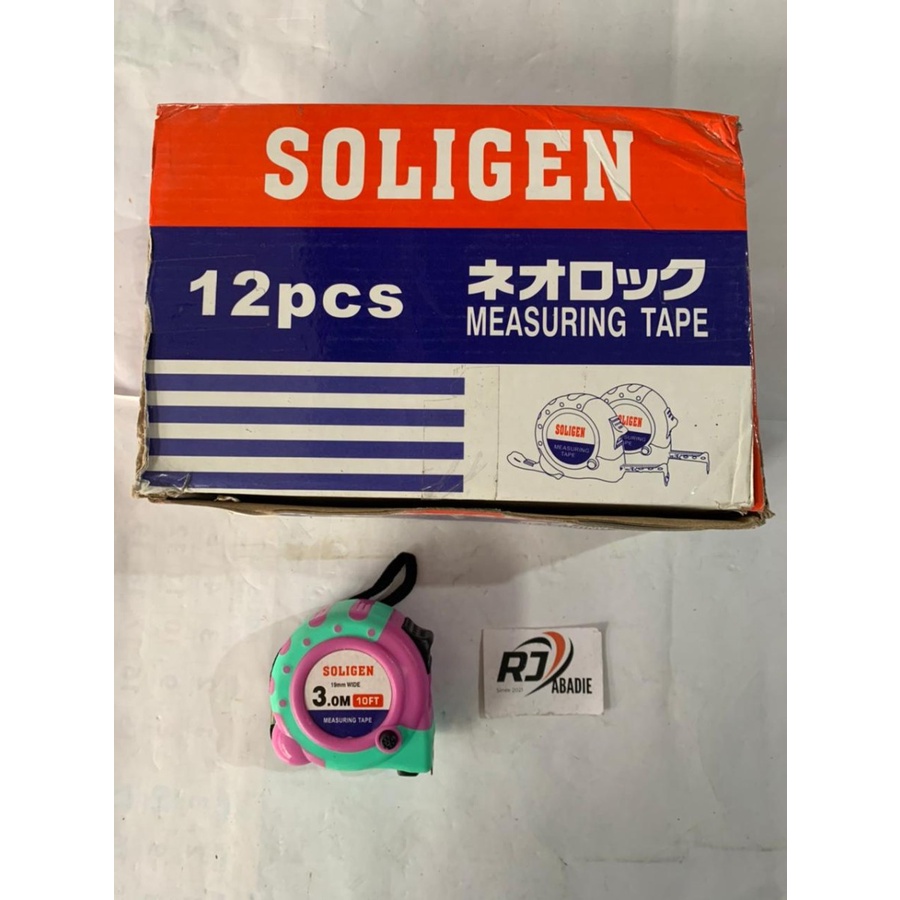 SOLIGEN
12pcs
ネオロック
MEASURING TAPE
SOLIGEN
MEASURING
TAPE
SOLIGEN
SOLIGEN
19mm WIDE
3.0M 10FT
MEASURING TAPE
RJ
ABADIE